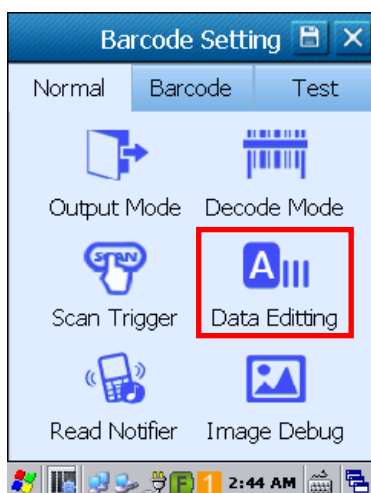 Barcode Setting
Normal Barcode Test
Output Mode Decode Mode
SCAN A
Scan Trigger Data Editting
Read Notifier Image Debug
F 1 2:44 AM